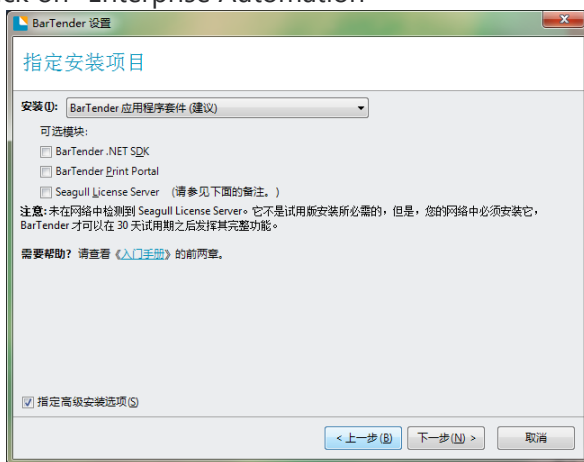 ck on "Enterprise Automation"
BarTender 设置
指定安装项目
安装(I): BarTender 应用程序套件 (建议)
可选模块:
BarTender .NET SDK
BarTender Print Portal
Seagull License Server (请参见下面的备注。)
注意:未在网络中检测到 Seagull License Server。它不是试用版安装所必需的，但是，您的网络中必须安装它，
BarTender 才可以在 30 天试用期之后发挥其完整功能。
需要帮助? 请查看《入门手册》的前两章。
指定高级安装选项(S)
< 上一步(B) 下一步(N) > 取消